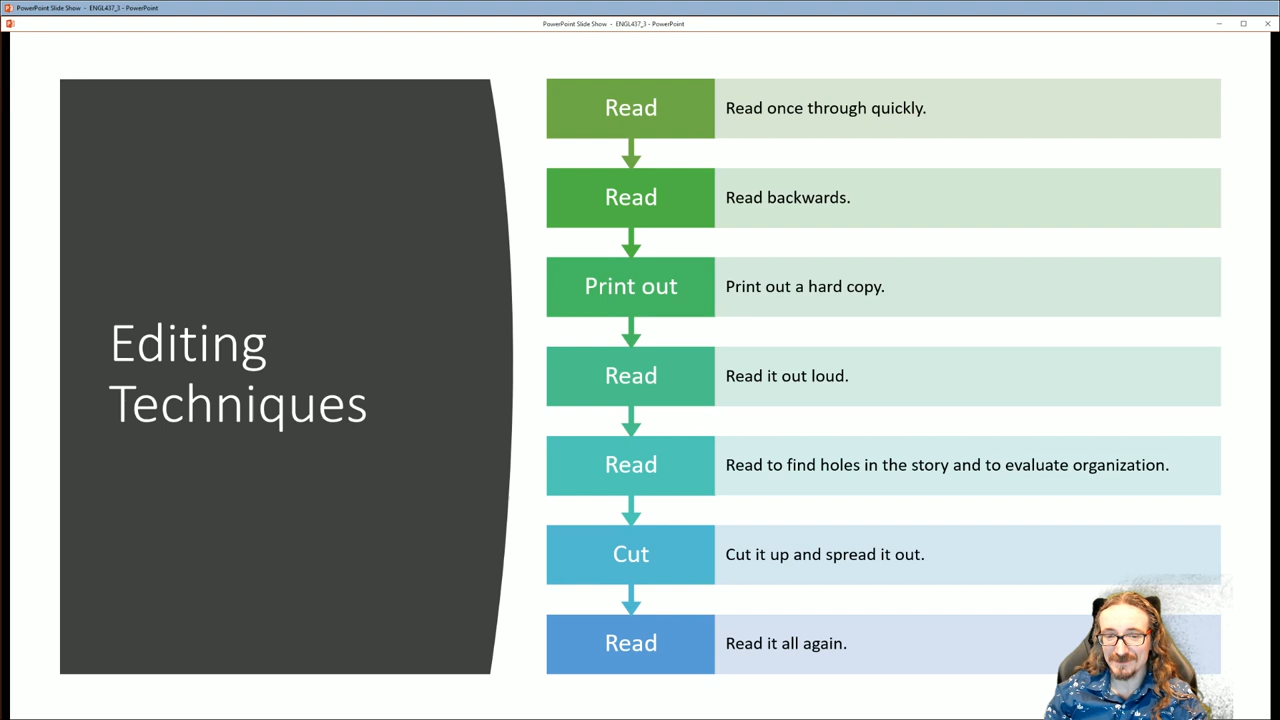 PowerPoint Slide Show - ENGL437_3 - PowerPoint
PowerPoint Slide Show - ENGL437_3 - PowerPoint
Editing
Techniques
Read
Read once through quickly.
Read
Read backwards.
Print out
Print out a hard copy.
Read
Read it out loud.
Read
Read to find holes in the story and to evaluate organization.
Cut
Cut it up and spread it out.
Read
Read it all again.